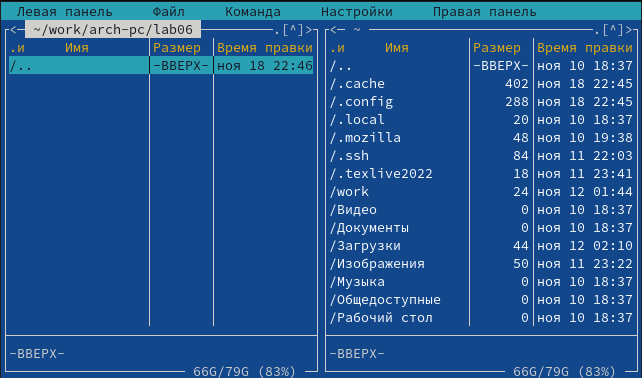 Левая панель Файл Команда Настройки Правая панель
<─ ~/work/arch-pc/lab06 ─.[^]>
.и Имя Размер Время правки
/.. -ВВЕРХ- ноя 18 22:46
-ВВЕРХ-
66G/79G (83%)
<─ ~ ─.[^]>
.и Имя Размер Время правки
/.. -ВВЕРХ- ноя 10 18:37
/.cache 402 ноя 18 22:45
/.config 288 ноя 18 22:45
/.local 20 ноя 10 18:37
/.mozilla 48 ноя 10 19:38
/.ssh 84 ноя 11 22:03
/.texlive2022 18 ноя 11 23:41
/work 24 ноя 12 01:44
/Видео 0 ноя 10 18:37
/Документы 0 ноя 10 18:37
/Загрузки 44 ноя 12 02:10
/Изображения 50 ноя 11 23:22
/Музыка 0 ноя 10 18:37
/Общедоступные 0 ноя 10 18:37
/Рабочий стол 0 ноя 10 18:37
-ВВЕРХ-
66G/79G (83%)